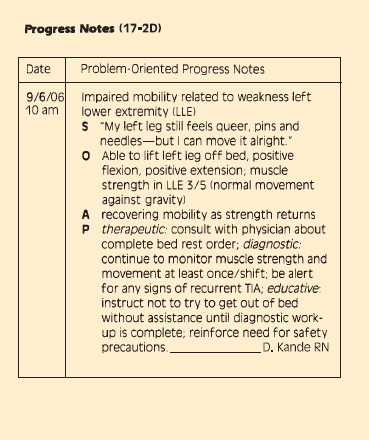 Progress Notes (17-2D)
Date Problem-Oriented Progress Notes
9/6/06 Impaired mobility related to weakness left
10 am lower extremity (LLE)
S "My left leg still feels queer, pins and
needles—but I can move it alright."
O Able to lift left leg off bed, positive
flexion, positive extension; muscle
strength in LLE 3/5 (normal movement
against gravity)
A recovering mobility as strength returns
P therapeutic: consult with physician about
complete bed rest order; diagnostic:
continue to monitor muscle strength and
movement at least once/shift; be alert
for any signs of recurrent TIA; educative:
instruct not to try to get out of bed
without assistance until diagnostic work-
up is complete; reinforce need for safety
precautions.______________D. Kande RN